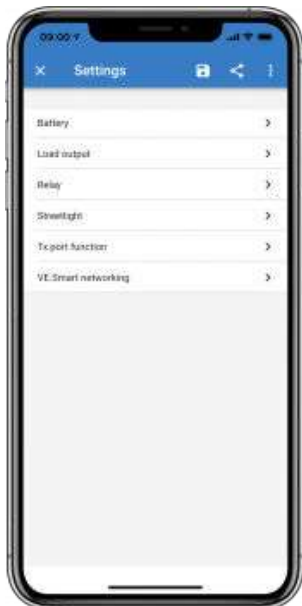 09:00
Settings
Battery
Load output
Relay
Streetlight
Tx port function
VE.Smart networking